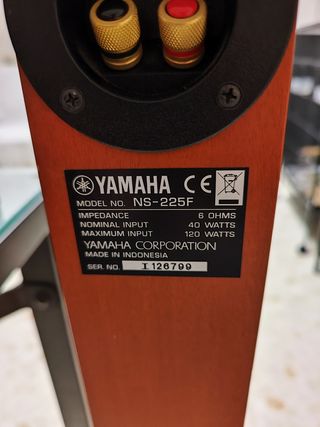 YAMAHA CE
MODEL NO. NS-225F
IMPEDANCE 6 OHMS
NOMINAL INPUT 40 WATTS
MAXIMUM INPUT 120 WATTS
YAMAHA CORPORATION
MADE IN INDONESIA
SER. NO. I 126799